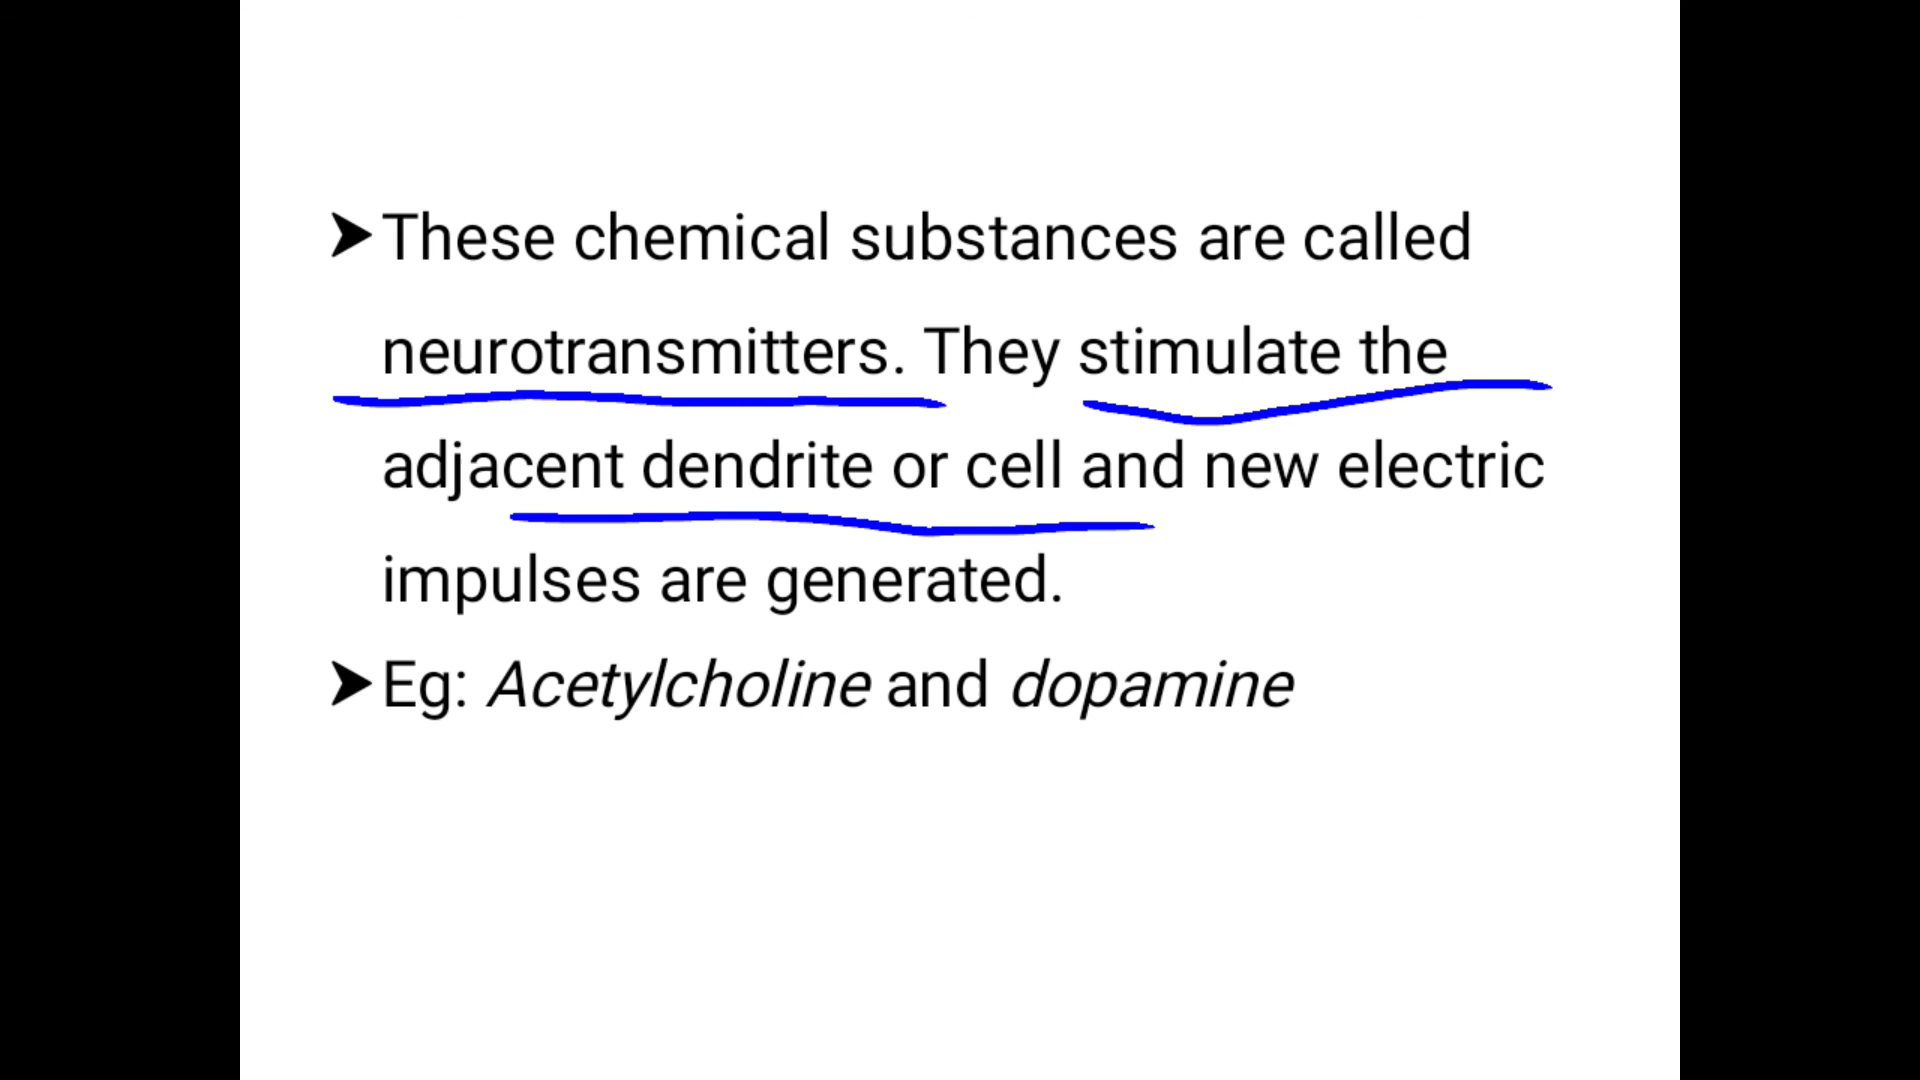 ➤These chemical substances are called
neurotransmitters. They stimulate the
adjacent dendrite or cell and new electric
impulses are generated.
➤Eg: Acetylcholine and dopamine